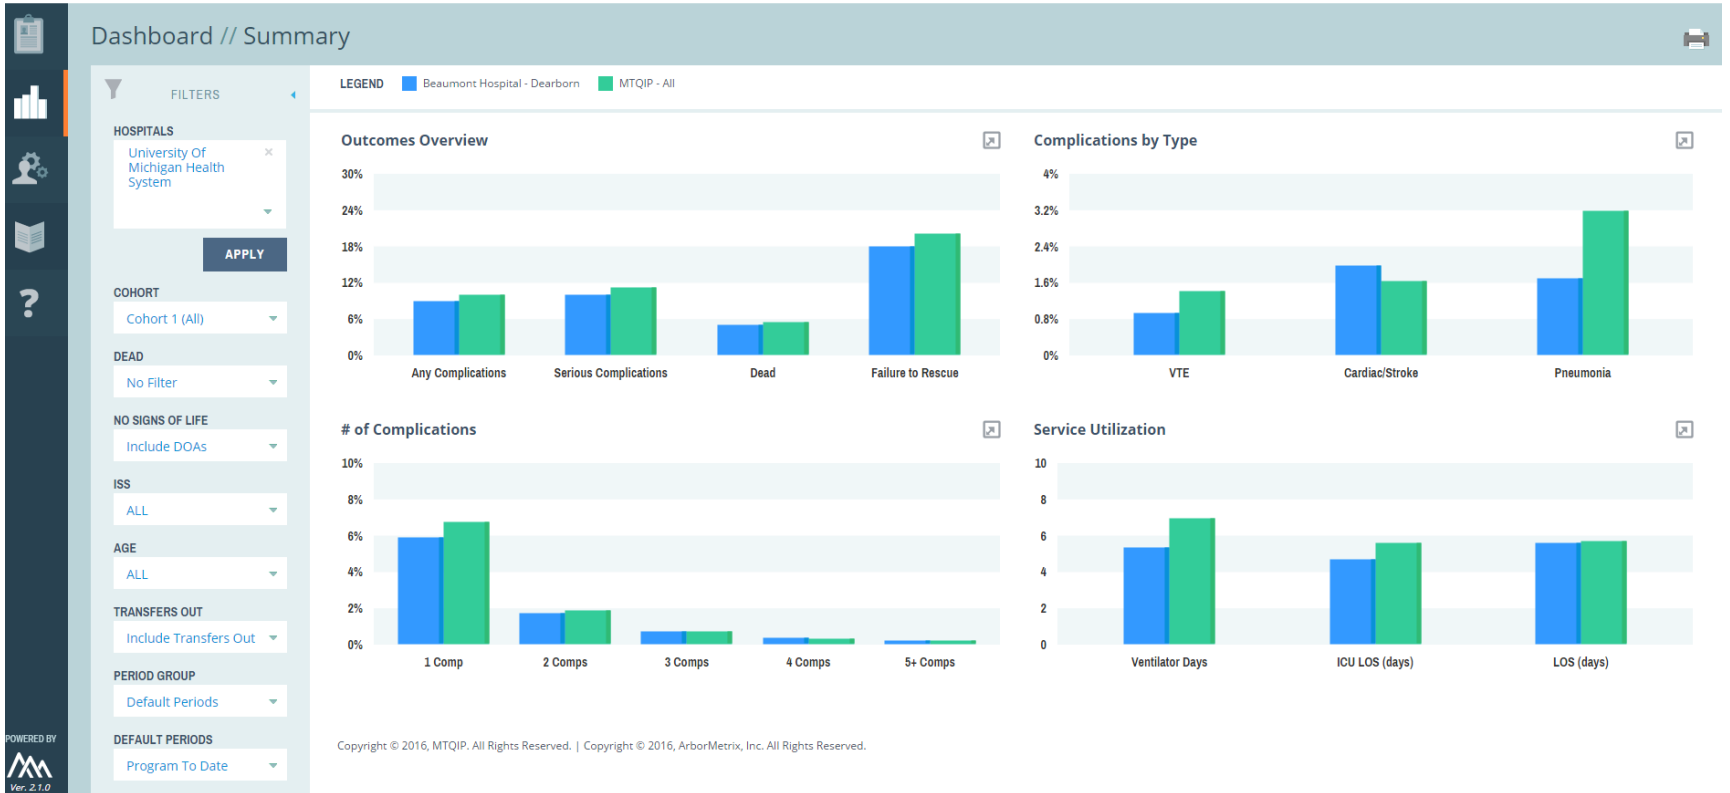 Dashboard // Summary
FILTERS
HOSPITALS
University Of
Michigan Health
System
×
APPLY
COHORT
Cohort 1 (All)
DEAD
No Filter
NO SIGNS OF LIFE
Include DOAs
ISS
ALL
AGE
ALL
TRANSFERS OUT
Include Transfers Out
PERIOD GROUP
Default Periods
DEFAULT PERIODS
Program To Date
?
POWERED BY
Ver. 2.1.0
LEGEND Beaumont Hospital - Dearborn MTQIP - All
Outcomes Overview
30%
24%
18%
12%
6%
0%
Any Complications Serious Complications Dead Failure to Rescue
Complications by Type
4%
3.2%
2.4%
1.6%
0.8%
0%
VTE Cardiac/Stroke Pneumonia
# of Complications
10%
8%
6%
4%
2%
0%
1 Comp 2 Comps 3 Comps 4 Comps 5+ Comps
Service Utilization
10
8
6
4
2
0
Ventilator Days ICU LOS (days) LOS (days)
Copyright © 2016, MTQIP. All Rights Reserved. | Copyright © 2016, ArborMetrix, Inc. All Rights Reserved.